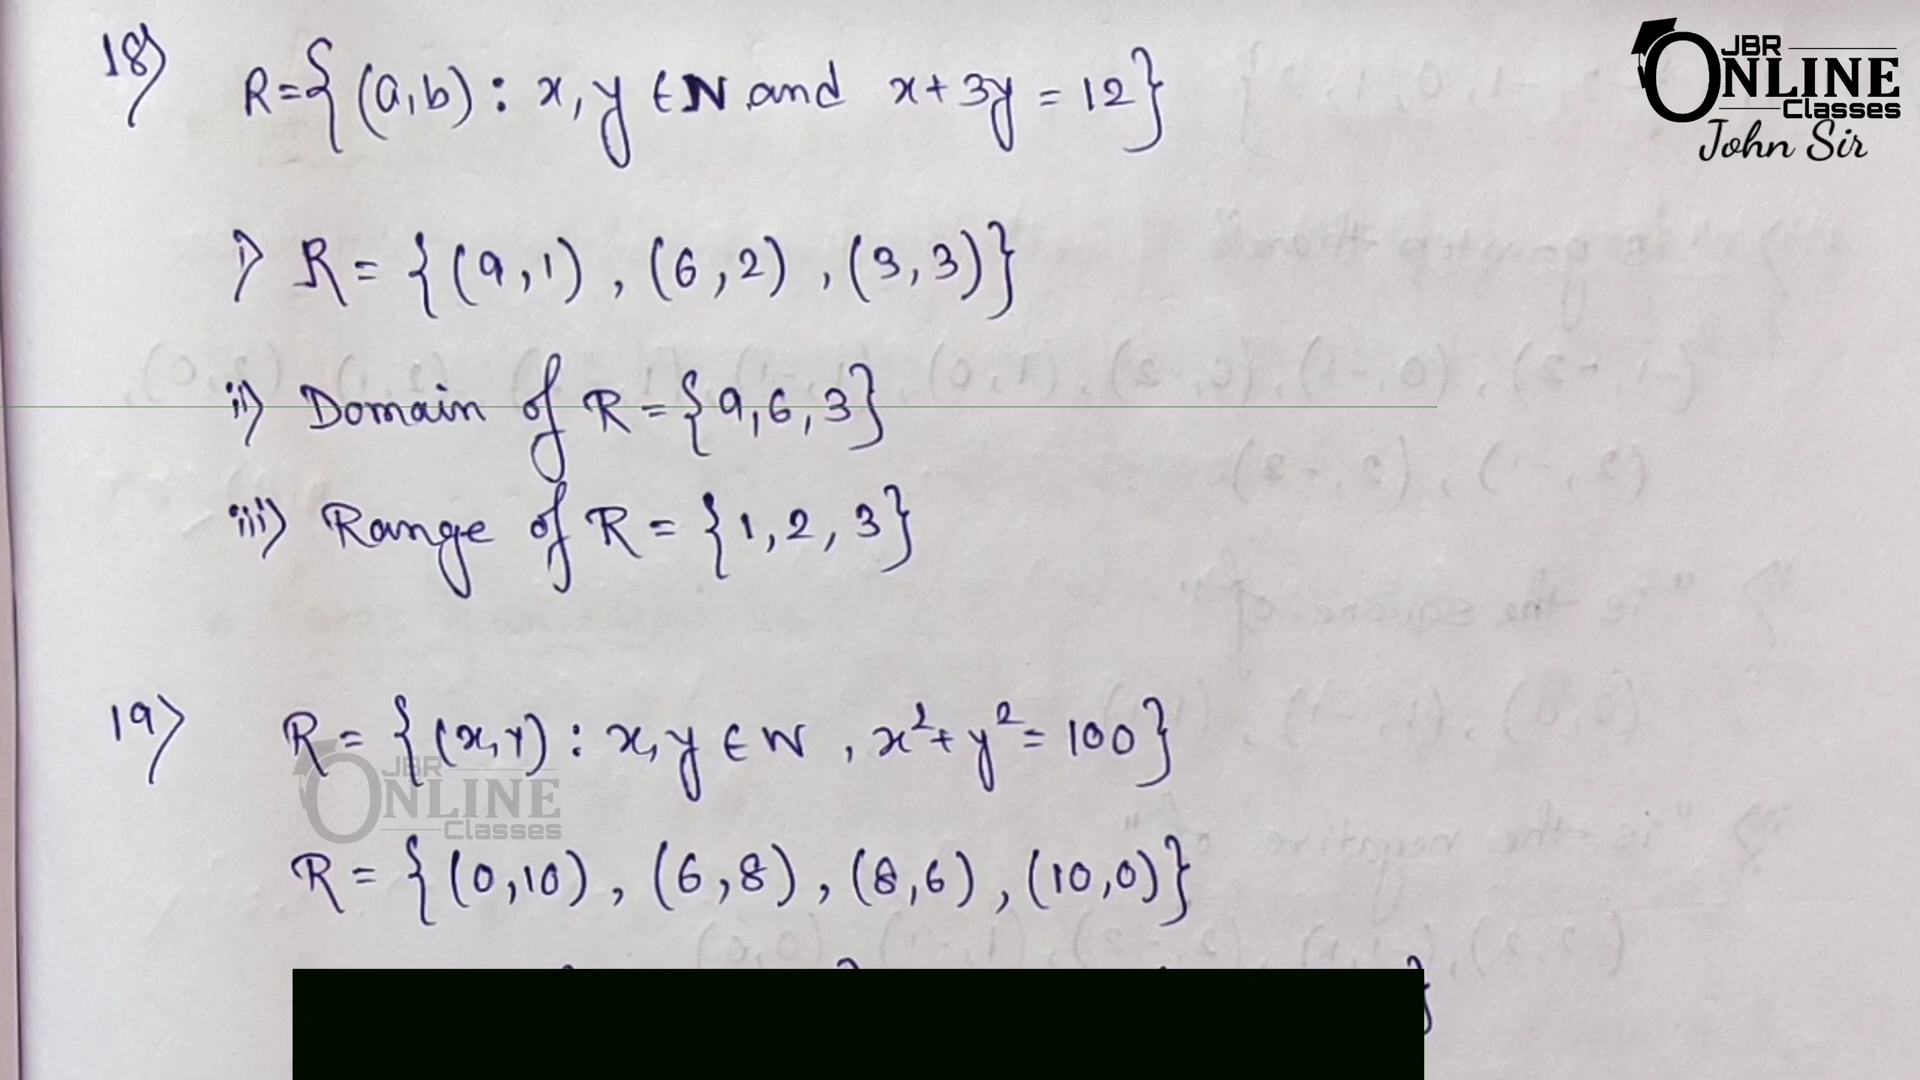 18) R={(a,b): x,y ∈ N and x+3y = 12}
i) R = {(9,1), (6,2), (3,3)}
ii) Domain of R = {9,6,3}
iii) Range of R = {1,2,3}
19) R = {(x,y): x,y ∈ W, x²+y² = 100}
R = {(0,10), (6,8), (8,6), (10,0)}
JBR
ONLINE
Classes
John Sir
JBR
ONLINE
Classes